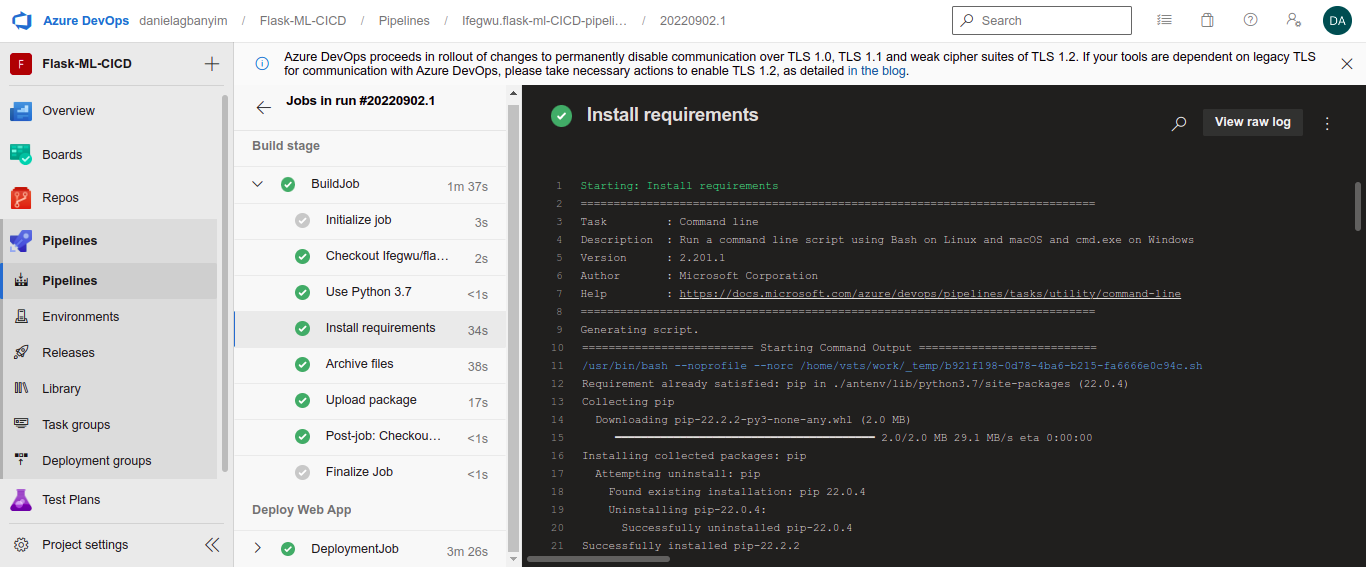 Azure DevOps danielagbanyim / Flask-ML-CICD / Pipelines / Ifegwu.flask-ml-CICD-pipeli... / 20220902.1
Search
DA
F Flask-ML-CICD
Overview
Boards
Repos
Pipelines
Pipelines
Environments
Releases
Library
Task groups
Deployment groups
Test Plans
Project settings
Azure DevOps proceeds in rollout of changes to permanently disable communication over TLS 1.0, TLS 1.1 and weak cipher suites of TLS 1.2. If your tools are dependent on legacy TLS
for communication with Azure DevOps, please take necessary actions to enable TLS 1.2, as detailed in the blog.
Jobs in run #20220902.1
Build stage
BuildJob 1m 37s
Initialize job 3s
Checkout Ifegwu/fla... 2s
Use Python 3.7 <1s
Install requirements 34s
Archive files 38s
Upload package 17s
Post-job: Checkou... <1s
Finalize Job <1s
Deploy Web App
DeploymentJob 3m 26s
Install requirements
View raw log
1 Starting: Install requirements
2 ==============================================================================
3 Task : Command line
4 Description : Run a command line script using Bash on Linux and macOS and cmd.exe on Windows
5 Version : 2.201.1
6 Author : Microsoft Corporation
7 Help : https://docs.microsoft.com/azure/devops/pipelines/tasks/utility/command-line
8 ==============================================================================
9 Generating script.
10 ========================== Starting Command Output ===========================
11 /usr/bin/bash --noprofile --norc /home/vsts/work/_temp/b921f198-0d78-4ba6-b215-fa6666e0c94c.sh
12 Requirement already satisfied: pip in ./antenv/lib/python3.7/site-packages (22.0.4)
13 Collecting pip
14 Downloading pip-22.2.2-py3-none-any.whl (2.0 MB)
15 ━━━━━━━━━━━━━━━━━━━━━━━━━━━━━━━━━━━━━━━━ 2.0/2.0 MB 29.1 MB/s eta 0:00:00
16 Installing collected packages: pip
17 Attempting uninstall: pip
18 Found existing installation: pip 22.0.4
19 Uninstalling pip-22.0.4:
20 Successfully uninstalled pip-22.0.4
21 Successfully installed pip-22.2.2